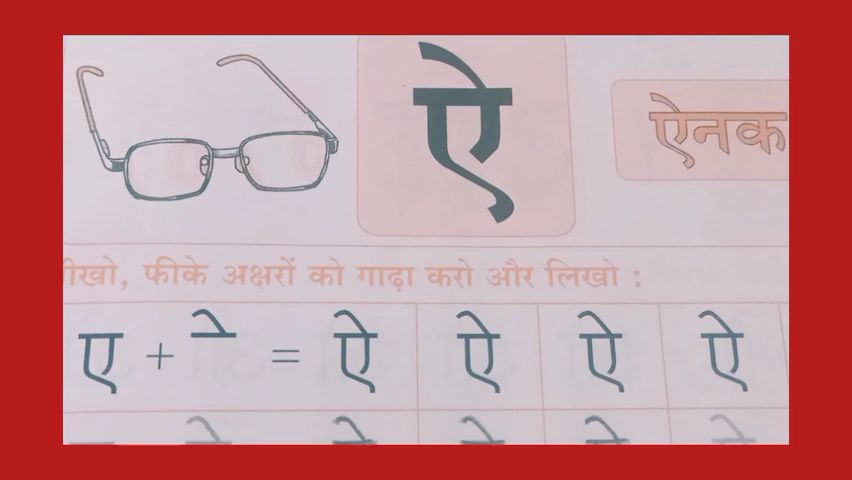 ऐ
ऐनक
सीखो, फीके अक्षरों को गाढ़ा करो और लिखो :
ए + े = ऐ ऐ ऐ ऐ